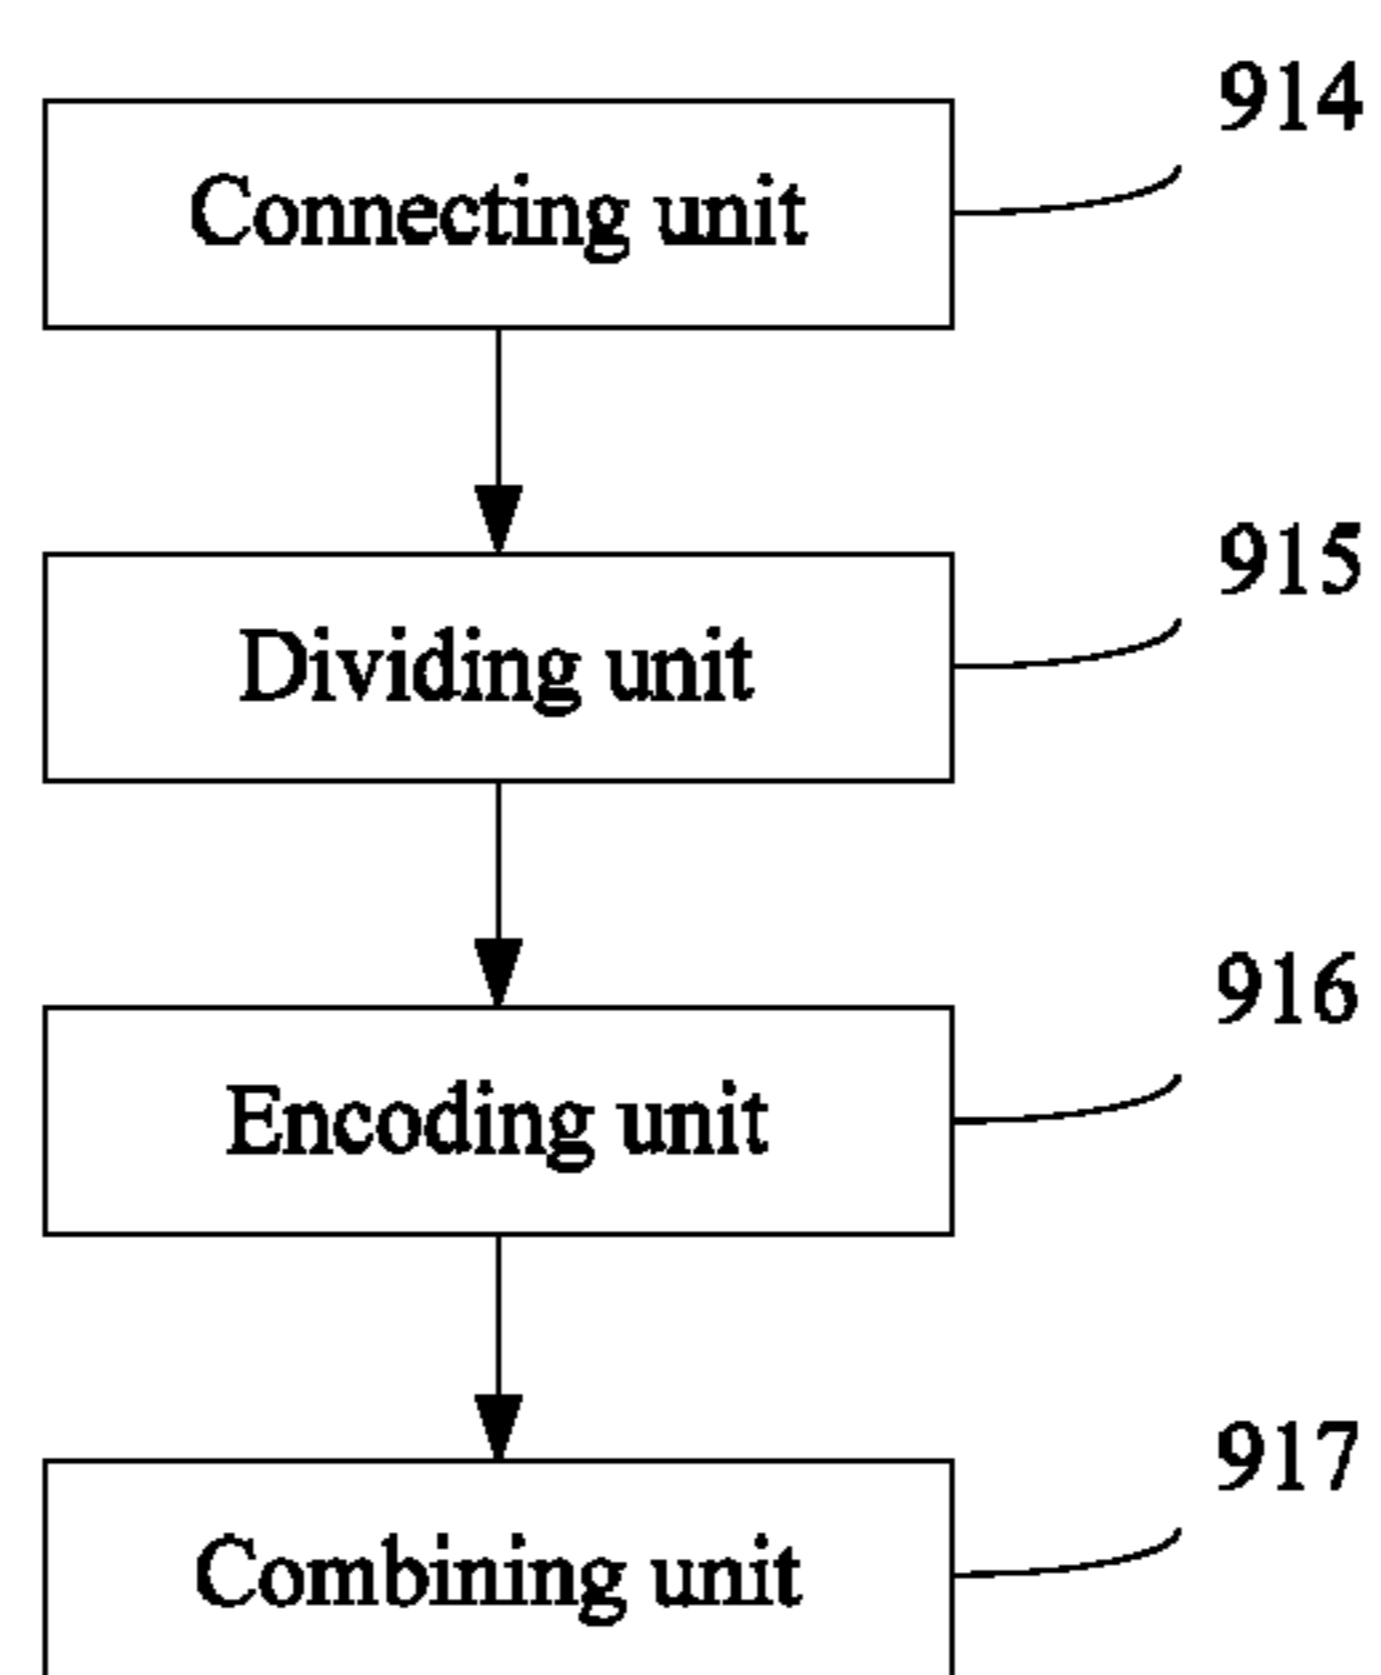 914
Connecting unit
915
Dividing unit
916
Encoding unit
917
Combining unit